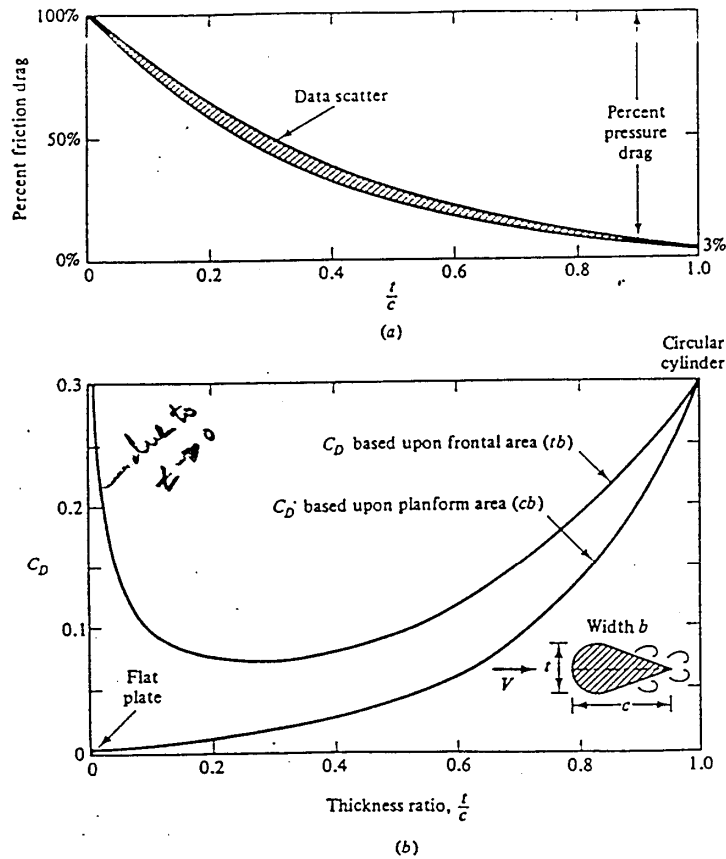 100%
Percent friction drag
Data scatter
Percent
pressure
drag
50%
0%
3%
0
0.2
0.4
0.6
0.8
1.0
t
c
(a)
Circular
cylinder
0.3
due to
C_D based upon frontal area (tb)
C_D based upon planform area (cb)
0.2
C_D
0.1
Width b
t
V
c
Flat
plate
0
0
0.2
0.4
0.6
0.8
1.0
Thickness ratio, t/c
(b)